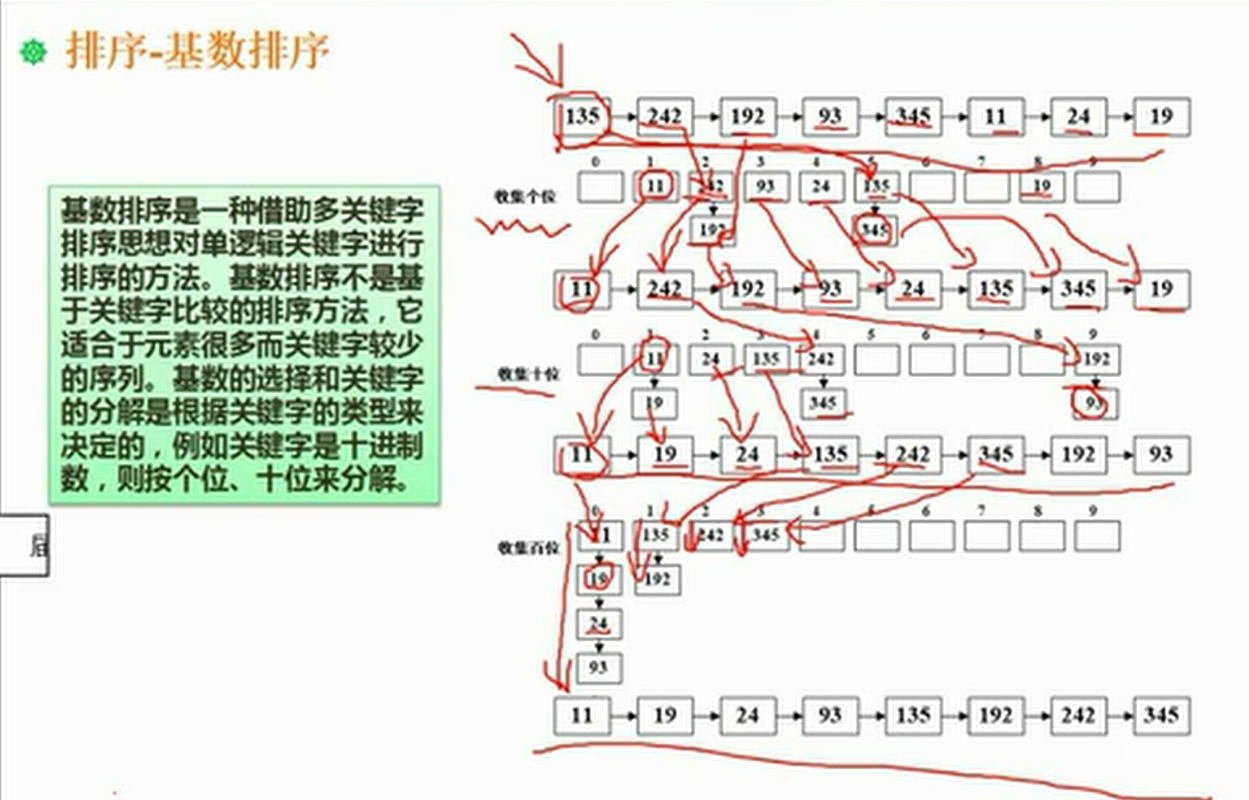 排序-基数排序
基数排序是一种借助多关键字
排序思想对单逻辑关键字进行
排序的方法。基数排序不是基
于关键字比较的排序方法，它
适合于元素很多而关键字较少
的序列。基数的选择和关键字
的分解是根据关键字的类型来
决定的，例如关键字是十进制
数，则按个位、十位来分解。
135 242 192 93 345 11 24 19
0 1 2 3 4 5 6 7 8 9
收集个位 11 242 93 24 135 19
192 345
11 242 192 93 24 135 345 19
0 1 2 3 4 5 6 7 8 9
收集十位 11 24 135 242 192
19 345 93
11 19 24 135 242 345 192 93
0 1 2 3 4 5 6 7 8 9
收集百位 11 135 242 345
19 192
24
93
11 19 24 93 135 192 242 345